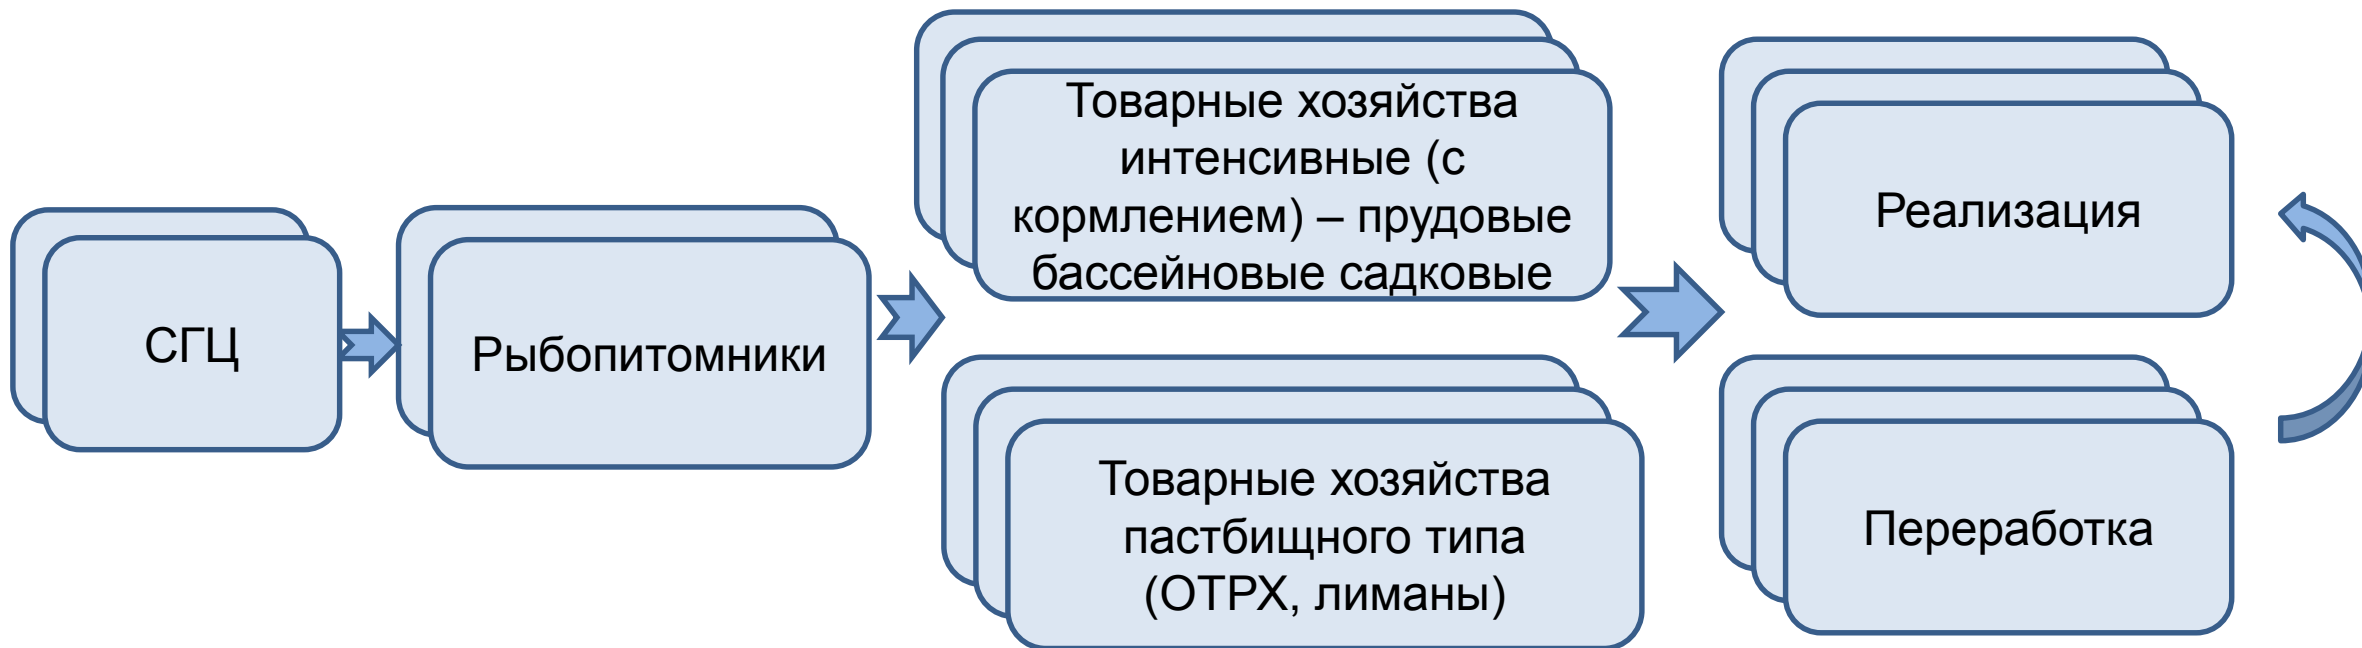 СГЦ
Рыбопитомники
Товарные хозяйства
интенсивные (с
кормлением) – прудовые
бассейновые садковые
Товарные хозяйства
пастбищного типа
(ОТРХ, лиманы)
Реализация
Переработка